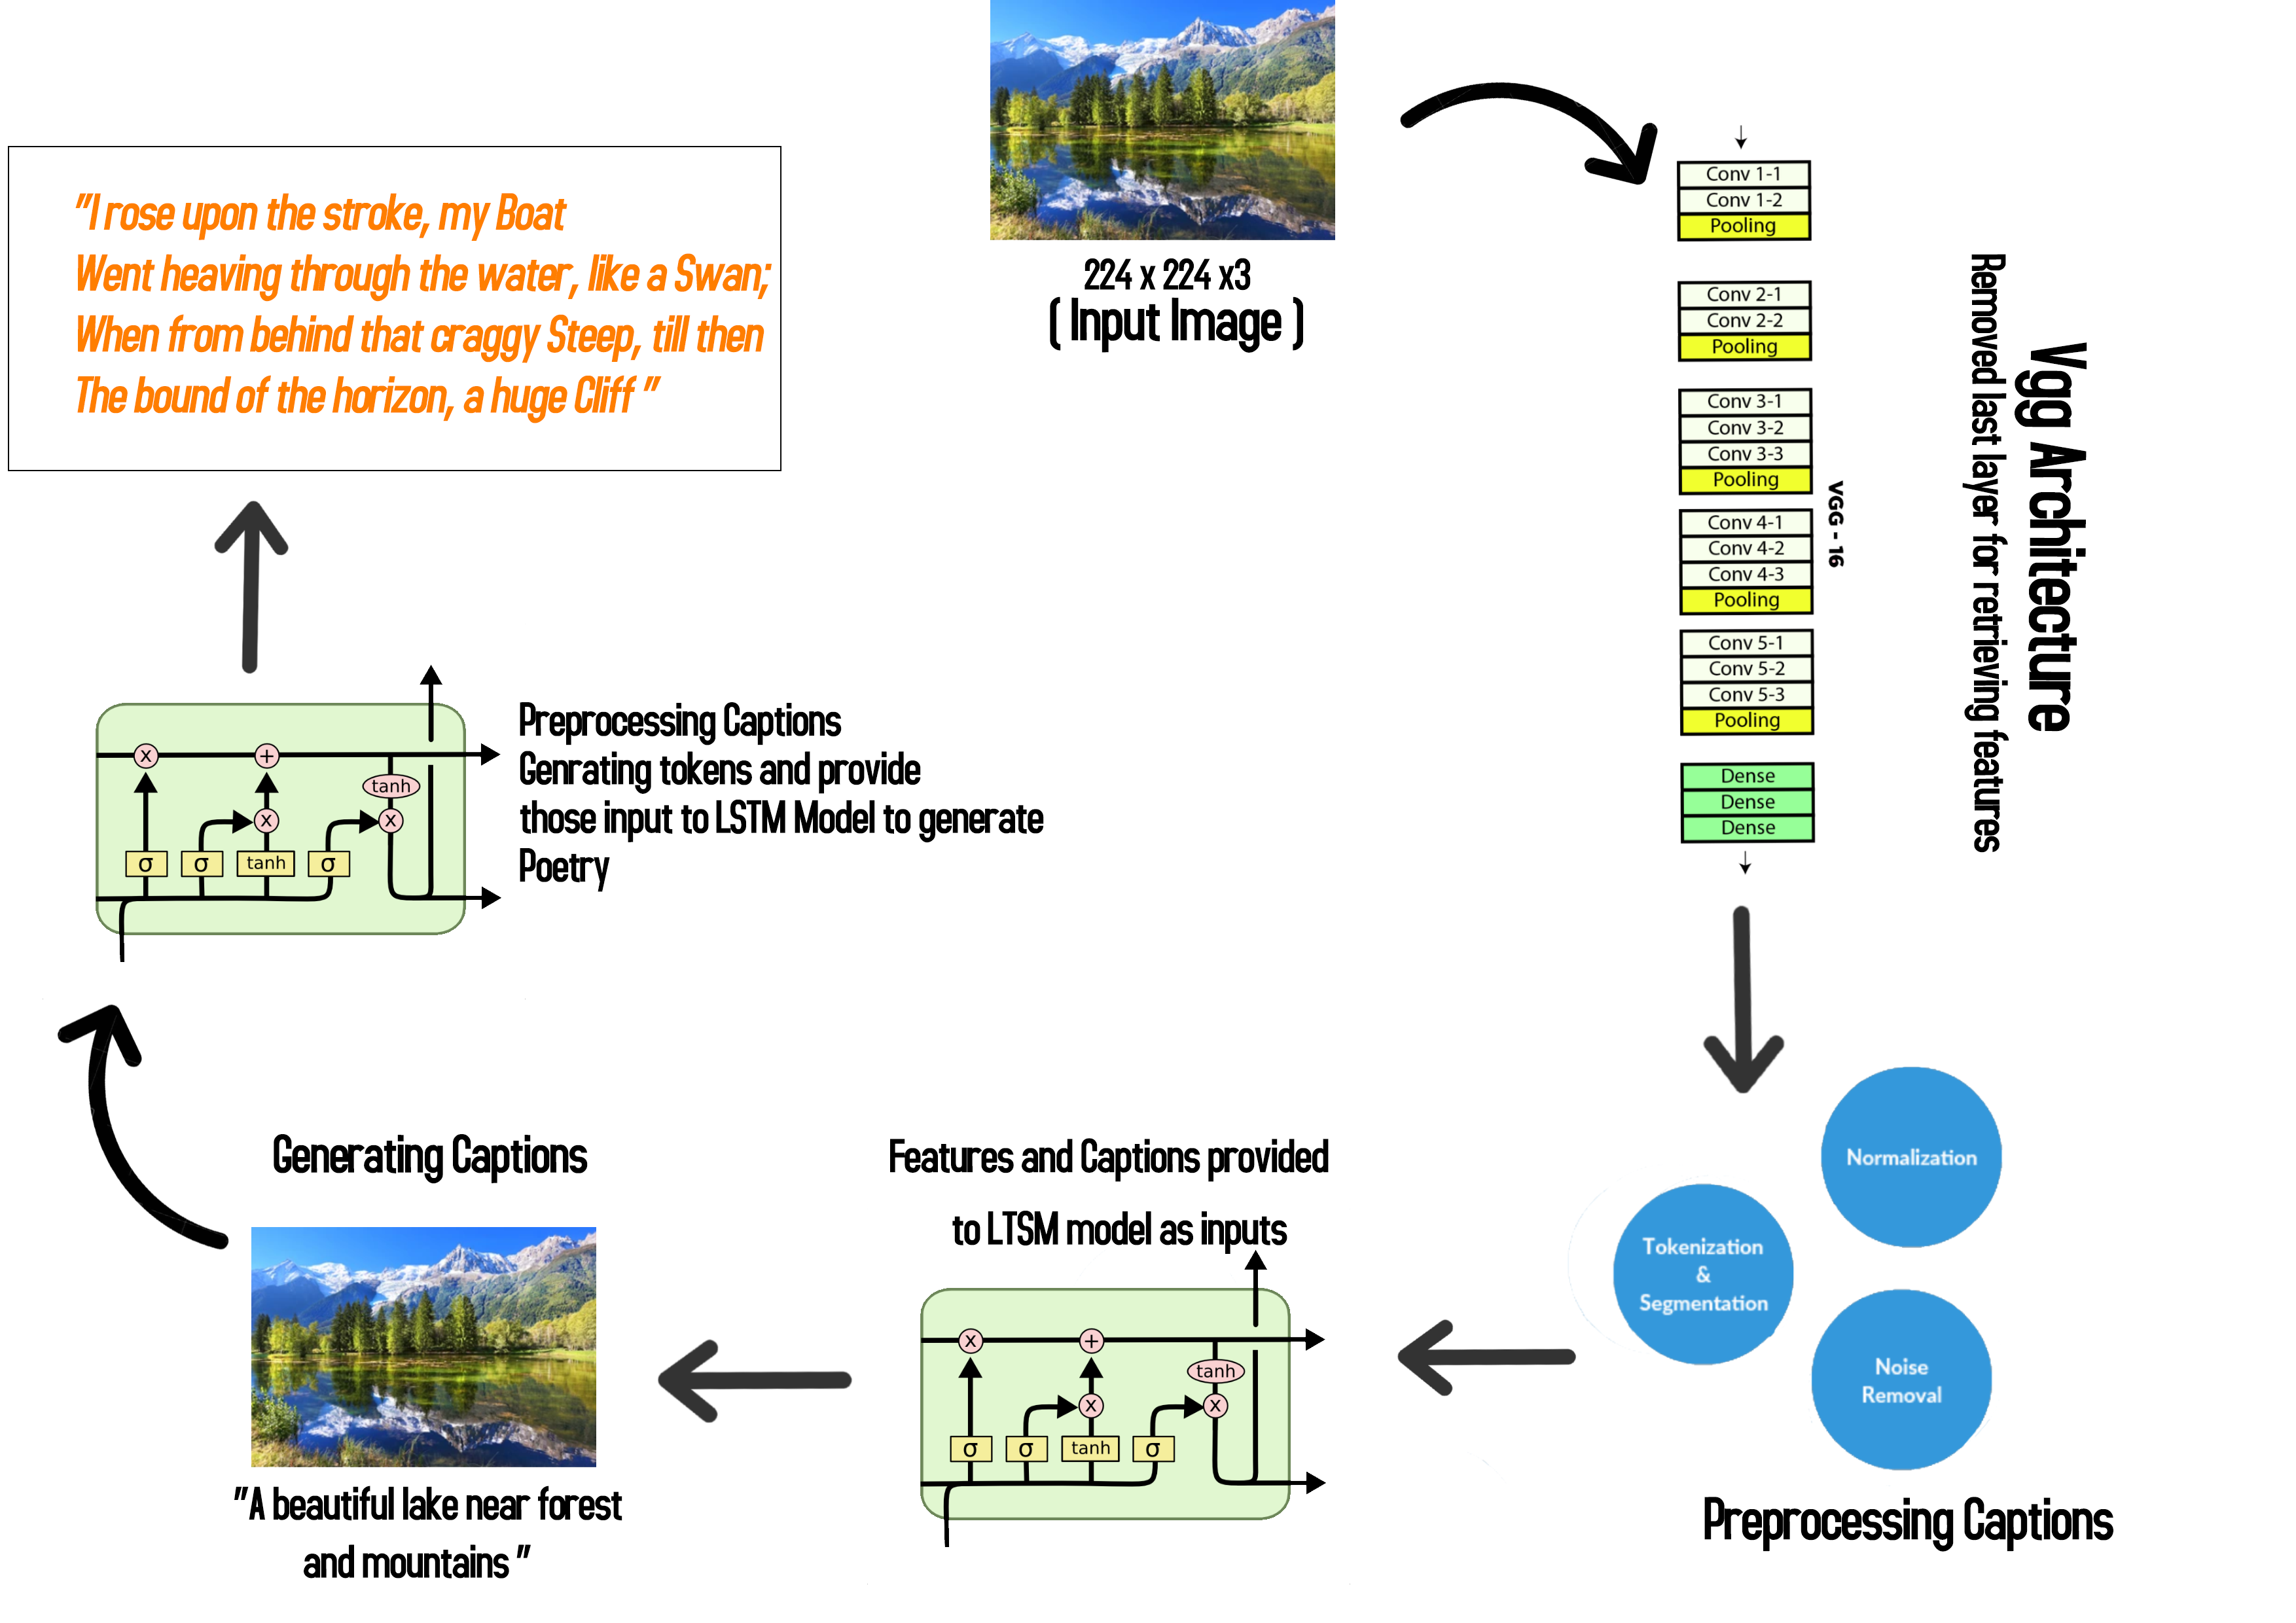 224 x 224 x3
( Input Image )
Conv 1-1
Conv 1-2
Pooling
Conv 2-1
Conv 2-2
Pooling
Conv 3-1
Conv 3-2
Conv 3-3
Pooling
Conv 4-1
Conv 4-2
Conv 4-3
Pooling
Conv 5-1
Conv 5-2
Conv 5-3
Pooling
Dense
Dense
Dense
VGG - 16
Vgg Architecture
Removed last layer for retrieving features
Normalization
Tokenization
&
Segmentation
Noise
Removal
Preprocessing Captions
Features and Captions provided
to LTSM model as inputs
x
+
tanh
x
x
σ
σ
tanh
σ
Generating Captions
"A beautiful lake near forest
and mountains "
x
+
tanh
x
x
σ
σ
tanh
σ
Preprocessing Captions
Genrating tokens and provide
those input to LSTM Model to generate
Poetry
"I rose upon the stroke, my Boat
Went heaving through the water, like a Swan;
When from behind that craggy Steep, till then
The bound of the horizon, a huge Cliff "